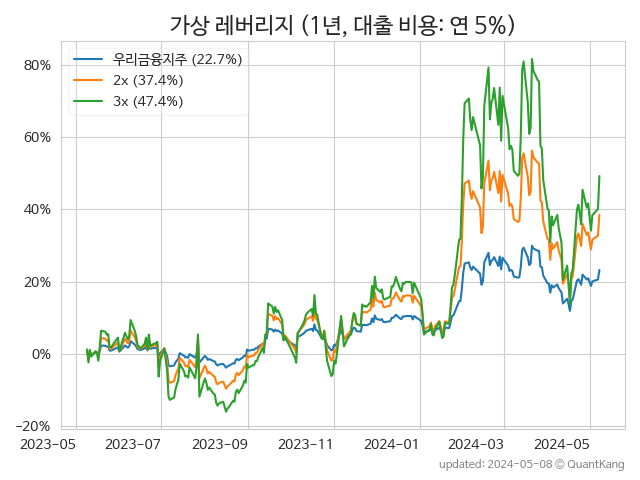 가상 레버리지 (1년, 대출 비용: 연 5%)
우리금융지주 (22.7%)
2x (37.4%)
3x (47.4%)
80%
60%
40%
20%
0%
−20%
2023-05 2023-07 2023-09 2023-11 2024-01 2024-03 2024-05
updated: 2024-05-08 © QuantKang